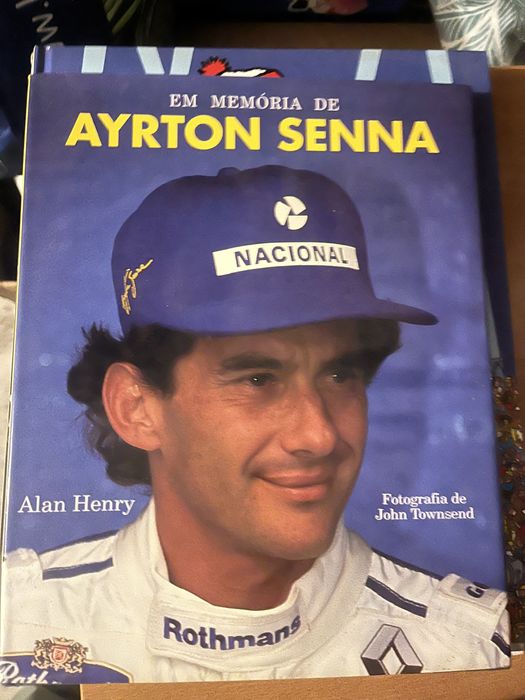 EM MEMÓRIA DE
AYRTON SENNA
NACIONAL
Alan Henry
Fotografia de
John Townsend
Rothmans